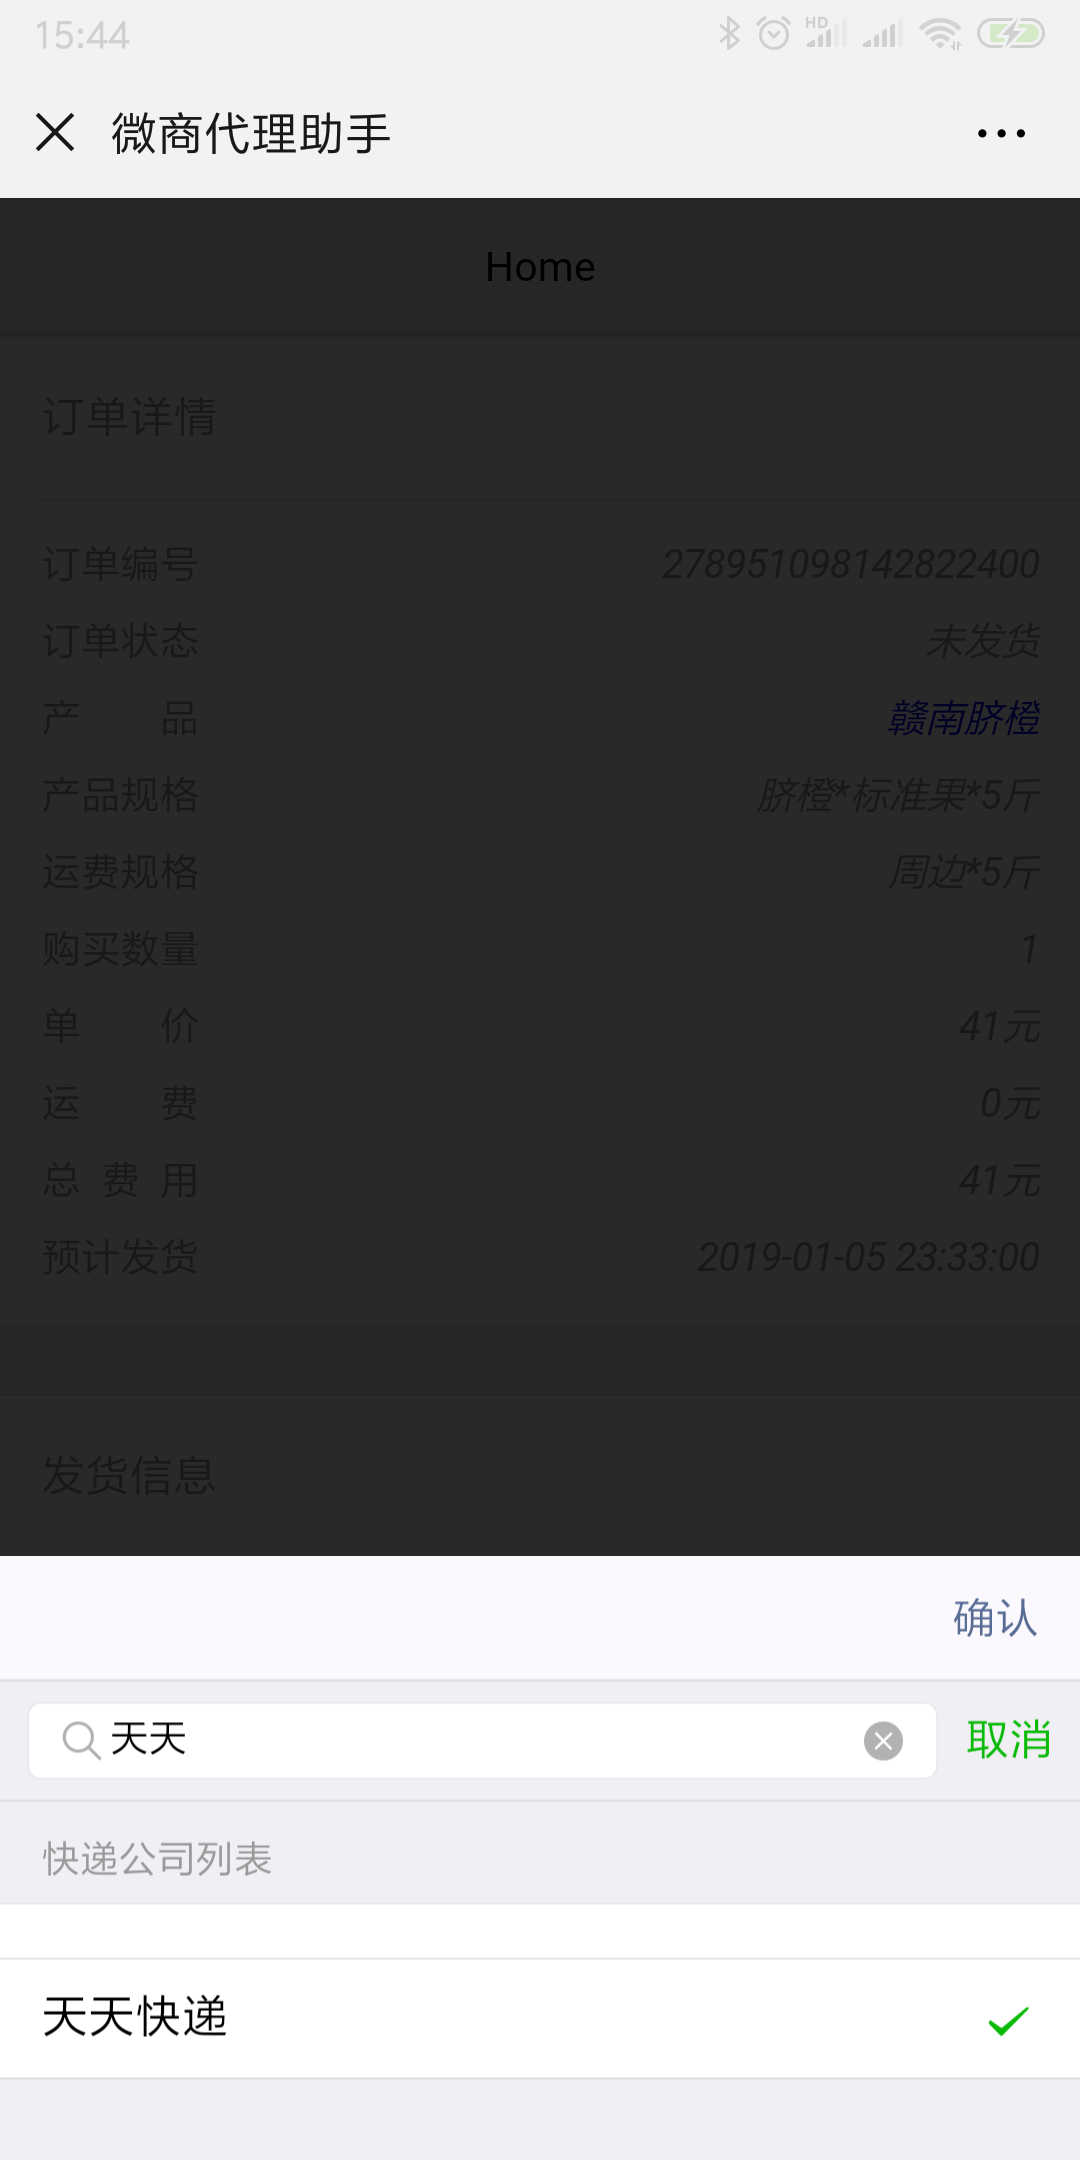 15:44
HD
微商代理助手
Home
订单详情
订单编号 278951098142822400
订单状态 未发货
产品 赣南脐橙
产品规格 脐橙*标准果*5斤
运费规格 周边*5斤
购买数量 1
单价 41元
运费 0元
总费用 41元
预计发货 2019-01-05 23:33:00
发货信息
确认
天天 取消
快递公司列表
天天快递